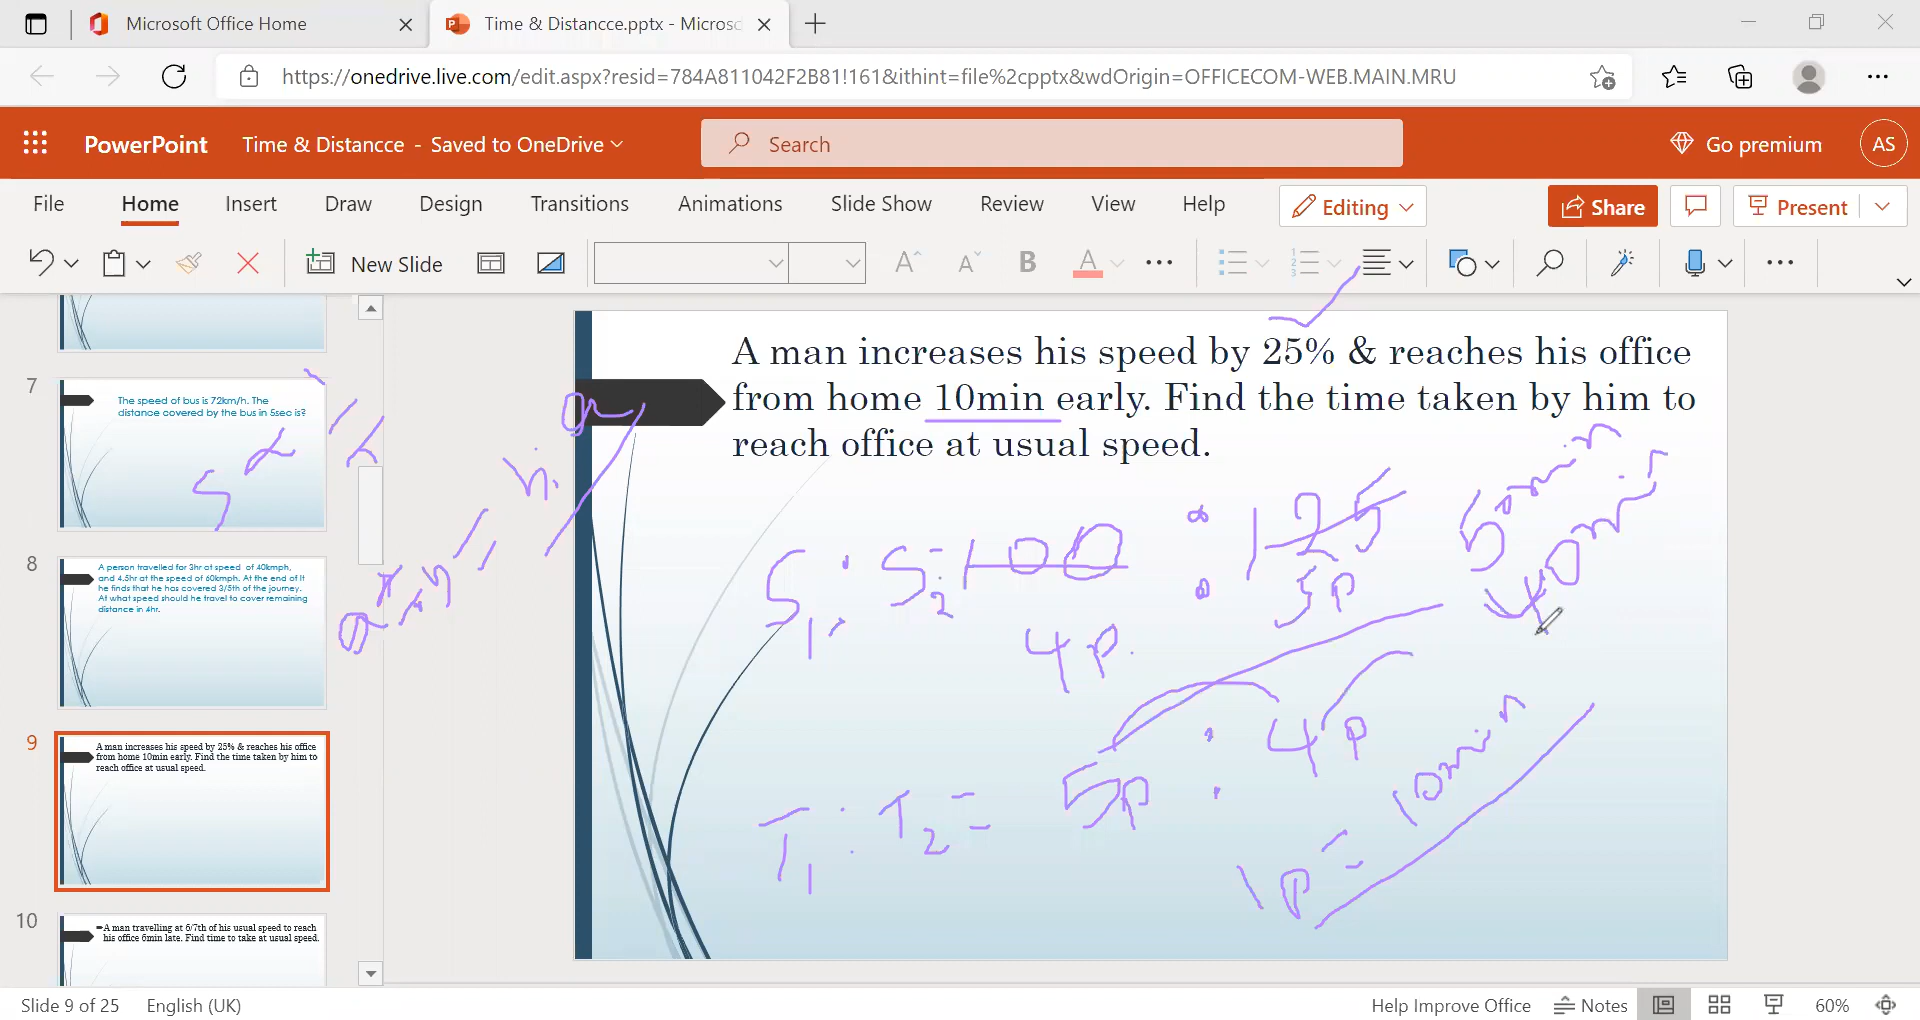 Microsoft Office Home
Time & Distancce.pptx - Microsc
https://onedrive.live.com/edit.aspx?resid=784A811042F2B81!161&ithint=file%2cpptx&wdOrigin=OFFICECOM-WEB.MAIN.MRU
PowerPoint
Time & Distancce - Saved to OneDrive
Search
Go premium
AS
File Home Insert Draw Design Transitions Animations Slide Show Review View Help
Editing
Share
Present
New Slide
B
A
7
The speed of bus is 72km/h. The
distance covered by the bus in 5sec is?
8
A person travelled for 3hr at speed of 40kmph,
and 4.5hr at the speed of 60kmph. At the end of it
he finds that he has covered 3/5th of the journey.
At what speed should he travel to cover remaining
distance in 4hr.
9
A man increases his speed by 25% & reaches his office
from home 10min early. Find the time taken by him to
reach office at usual speed.
10
A man travelling at 6/7th of his usual speed to reach
his office 6min late. Find time to take at usual speed.
A man increases his speed by 25% & reaches his office
from home 10min early. Find the time taken by him to
reach office at usual speed.
S1 : S2 = 100 : 125
4p : 5p
50min
40min
T1 : T2 = 5p : 4p
1p = 10min
Slide 9 of 25
English (UK)
Help Improve Office
Notes
60%